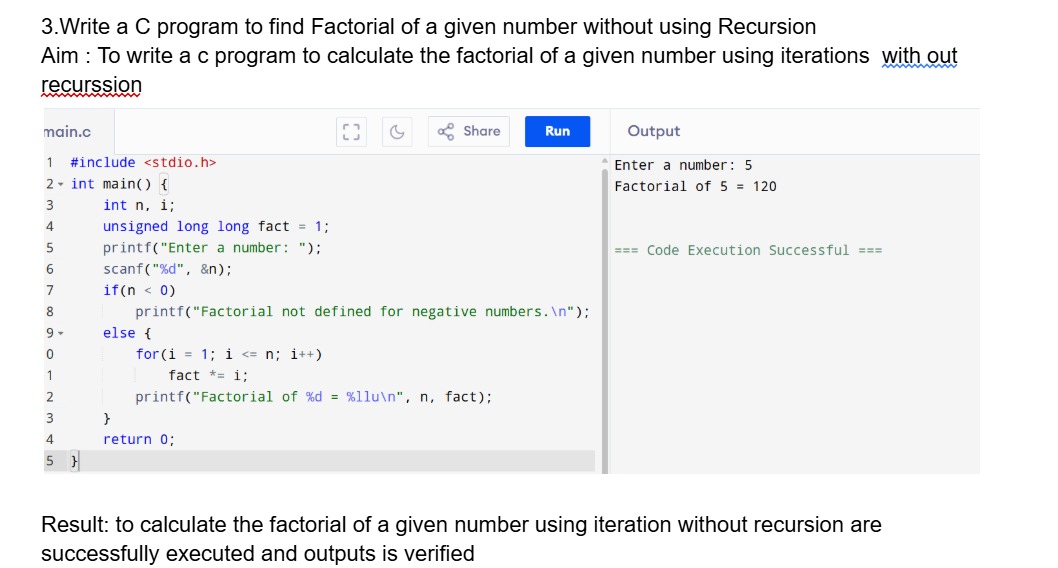 3.Write a C program to find Factorial of a given number without using Recursion
Aim : To write a c program to calculate the factorial of a given number using iterations with out
recurssion
main.c
Share
Run
Output
1 #include <stdio.h>
2 int main() {
3 int n, i;
4 unsigned long long fact = 1;
5 printf("Enter a number: ");
6 scanf("%d", &n);
7 if(n < 0)
8 printf("Factorial not defined for negative numbers.\n");
9 else {
0 for(i = 1; i <= n; i++)
1 fact *= i;
2 printf("Factorial of %d = %llu\n", n, fact);
3 }
4 return 0;
5 }
Enter a number: 5
Factorial of 5 = 120
=== Code Execution Successful ===
Result: to calculate the factorial of a given number using iteration without recursion are
successfully executed and outputs is verified